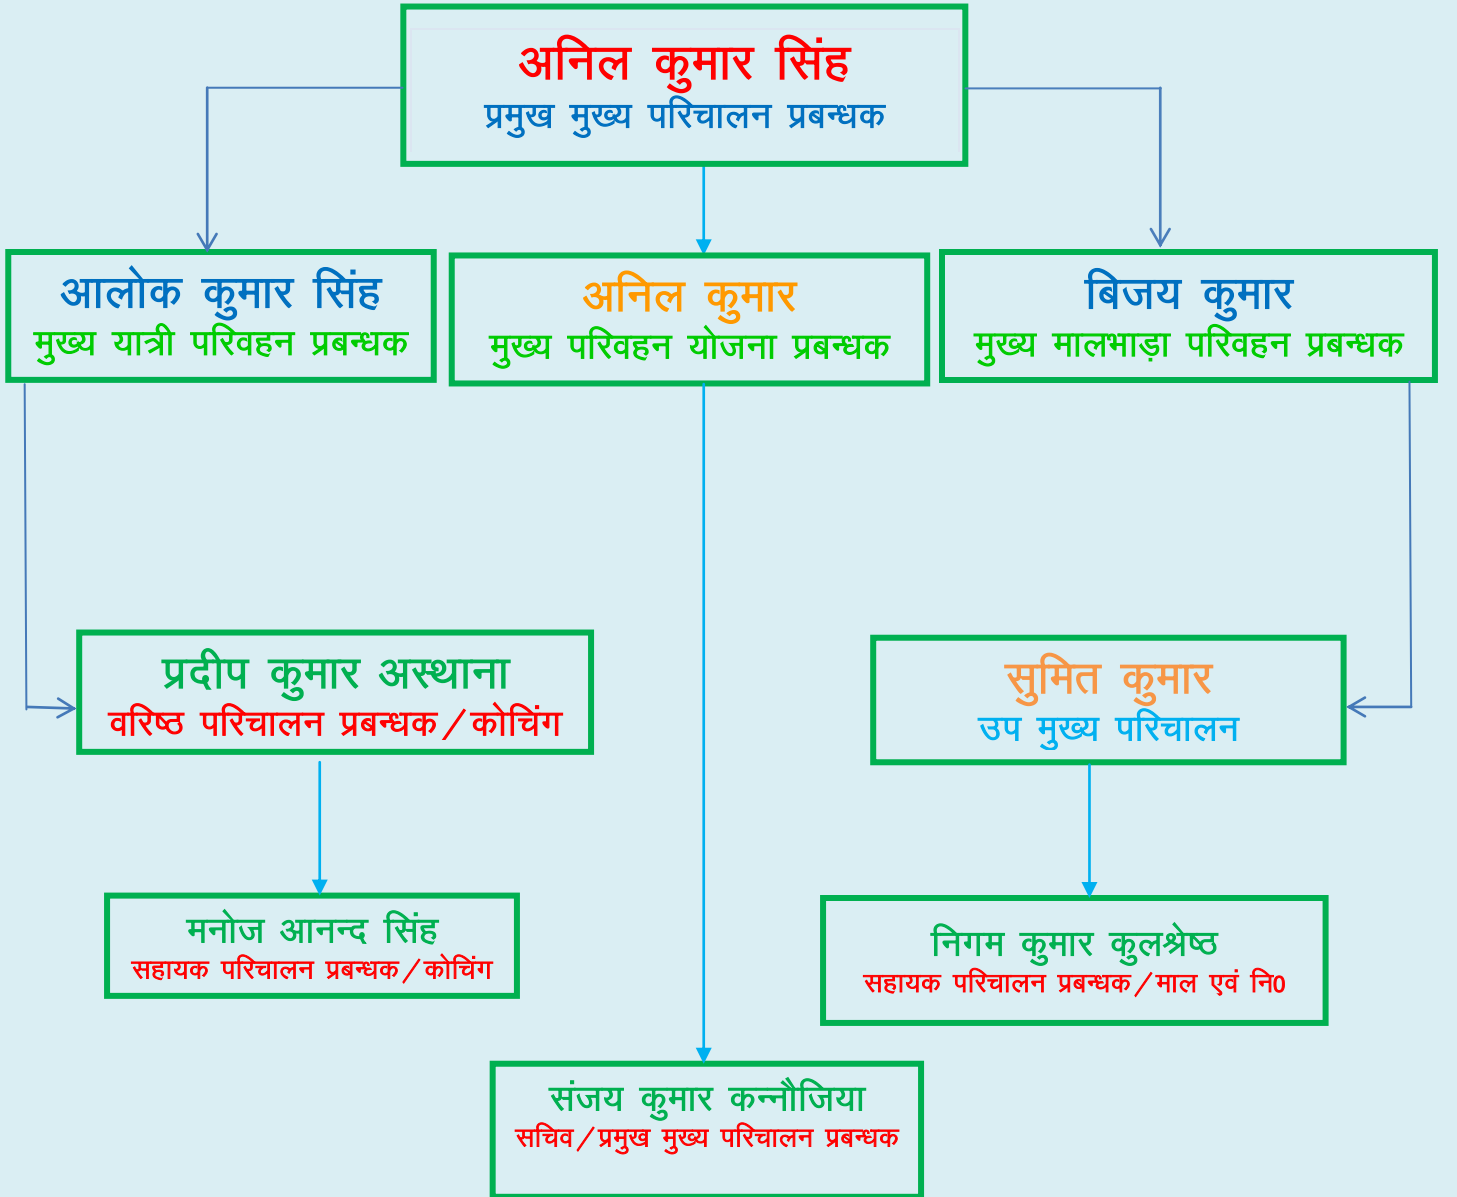 अनिल कुमार सिंह
प्रमुख मुख्य परिचालन प्रबन्धक
आलोक कुमार सिंह
मुख्य यात्री परिवहन प्रबन्धक
अनिल कुमार
मुख्य परिवहन योजना प्रबन्धक
बिजय कुमार
मुख्य मालभाड़ा परिवहन प्रबन्धक
प्रदीप कुमार अस्थाना
वरिष्ठ परिचालन प्रबन्धक/कोचिंग
सुमित कुमार
उप मुख्य परिचालन
मनोज आनन्द सिंह
सहायक परिचालन प्रबन्धक/कोचिंग
निगम कुमार कुलश्रेष्ठ
सहायक परिचालन प्रबन्धक/माल एवं नि0
संजय कुमार कन्नौजिया
सचिव/प्रमुख मुख्य परिचालन प्रबन्धक